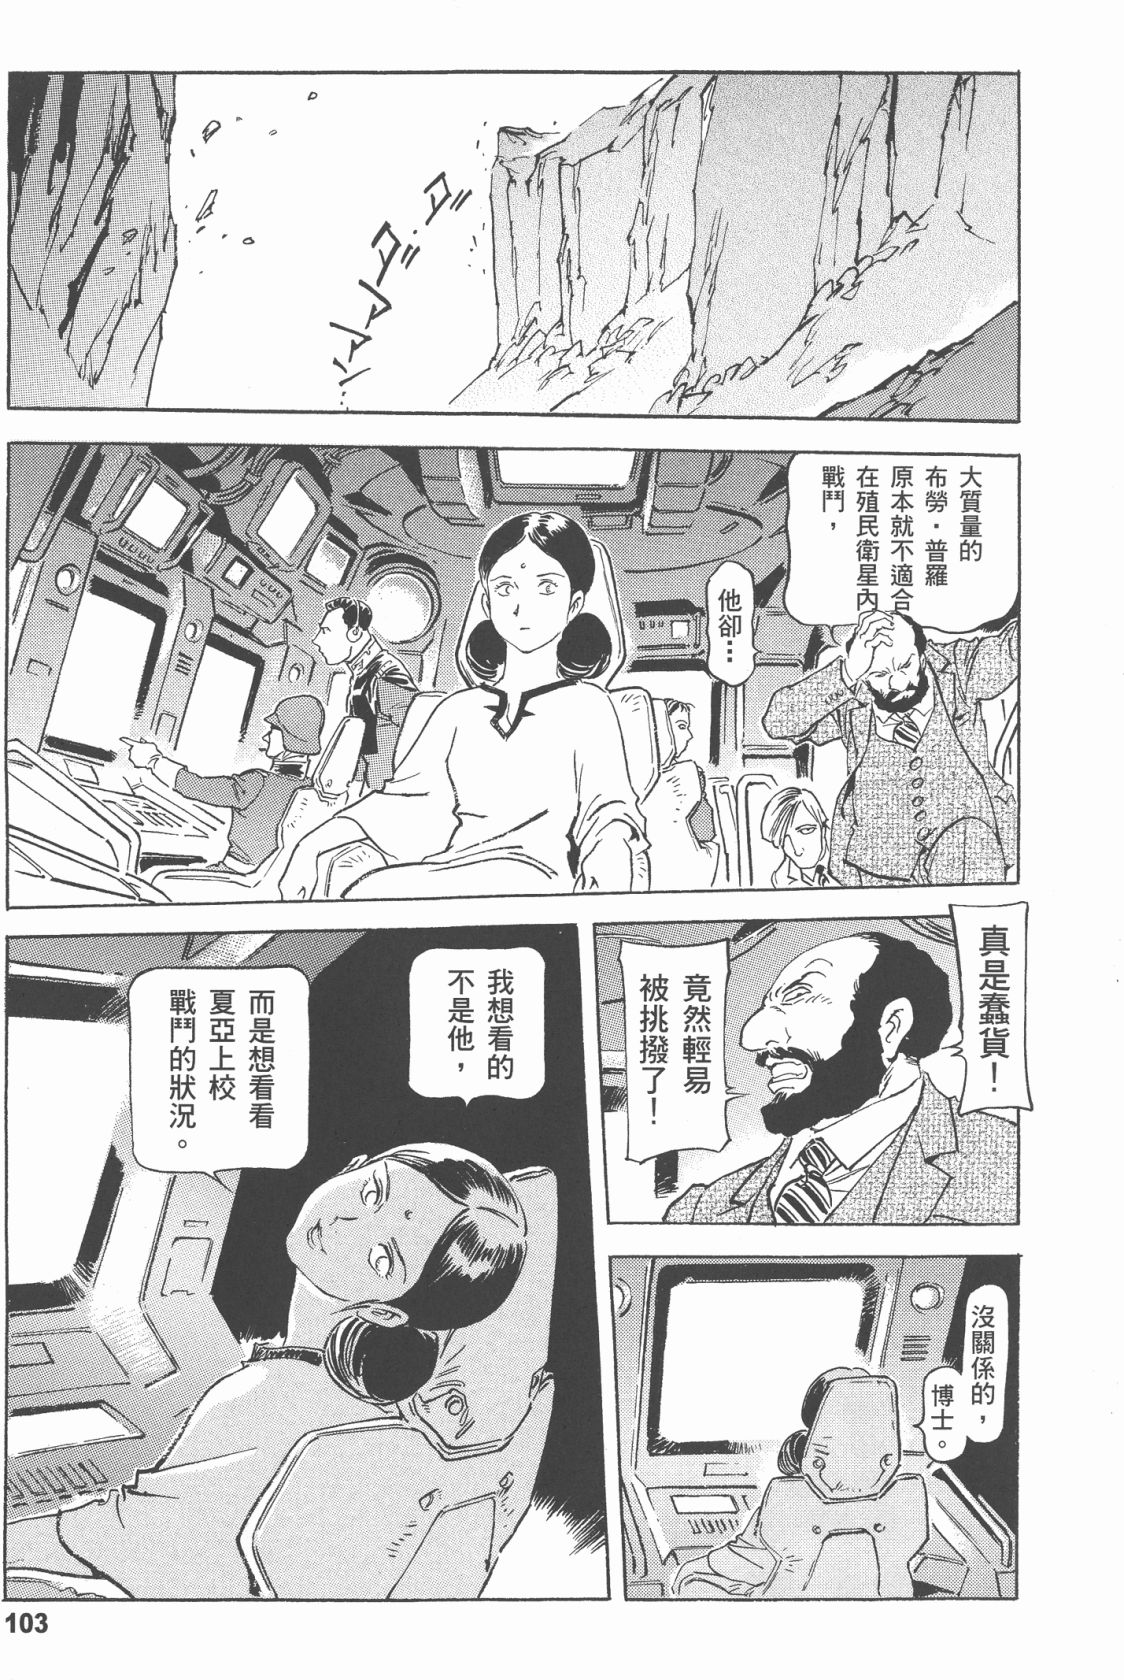 ダ
ダ
マ
マ
ン
大質量的
布勞・普羅
原本就不適合
在殖民衛星內
戰鬥，
他卻…
真是蠢貨！
竟然輕易
被挑撥了！
沒關係的，
博士。
我想看的
不是他，
而是想看看
夏亞上校
戰鬥的狀況。
103